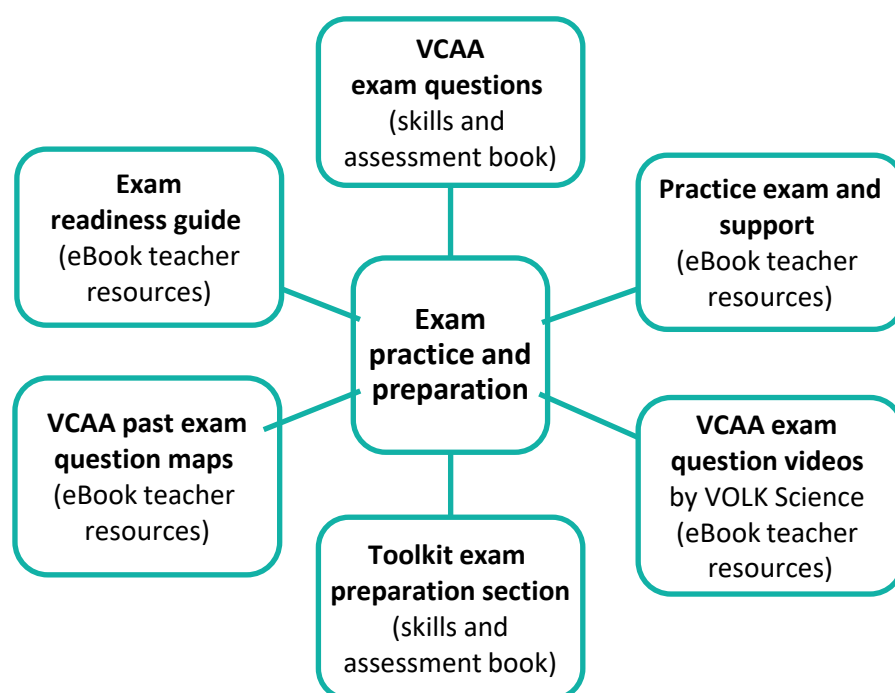 VCAA
exam questions
(skills and
assessment book)
Exam
readiness guide
(eBook teacher
resources)
Practice exam and
support
(eBook teacher
resources)
Exam
practice and
preparation
VCAA past exam
question maps
(eBook teacher
resources)
VCAA exam
question videos
by VOLK Science
(eBook teacher
resources)
Toolkit exam
preparation section
(skills and
assessment book)